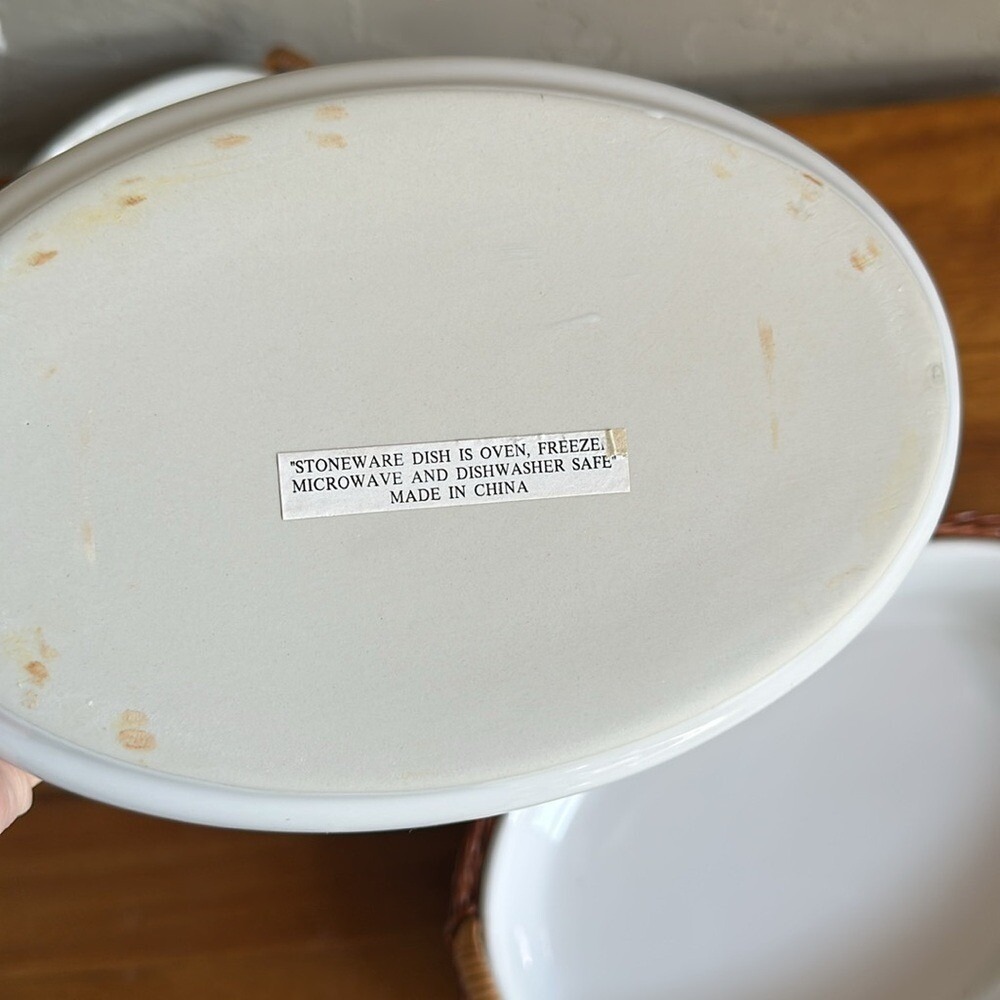 "STONEWARE DISH IS OVEN, FREEZE
MICROWAVE AND DISHWASHER SAFE"
MADE IN CHINA